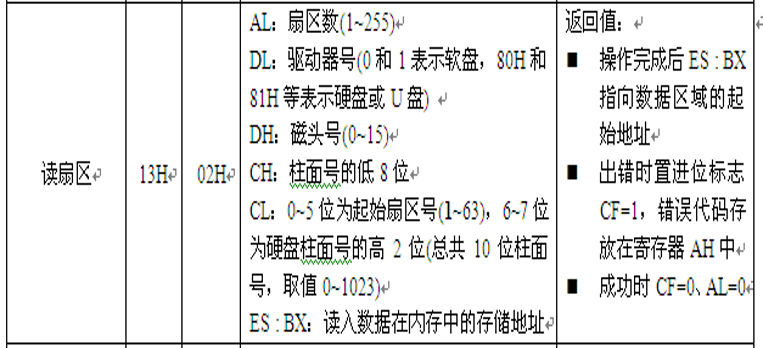 读扇区
13H
02H
AL：扇区数(1~255)
DL：驱动器号(0 和 1 表示软盘，80H 和
81H 等表示硬盘或 U 盘)
DH：磁头号(0~15)
CH：柱面号的低 8 位
CL：0~5 位为起始扇区号(1~63)，6~7 位
为硬盘柱面号的高 2 位(总共 10 位柱面
号，取值 0~1023)
ES : BX：读入数据在内存中的存储地址
返回值：
■ 操作完成后 ES : BX
指向数据区域的起
始地址
■ 出错时置进位标志
CF=1，错误代码存
放在寄存器 AH 中
■ 成功时 CF=0、AL=0